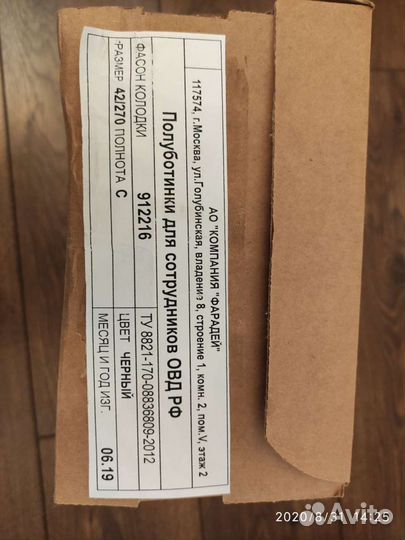 АО "КОМПАНИЯ "ФАРАДЕЙ"
117574, г.Москва, ул.Голубинская, владение 8, строение 1, комн. 2, пом.V, этаж 2
Полуботинки для сотрудников ОВД РФ
ФАСОН КОЛОДКИ 912216 ТУ 8821-170-08836809-2012
РАЗМЕР 42/270 ПОЛНОТА С ЦВЕТ ЧЕРНЫЙ МЕСЯЦ И ГОД ИЗГ. 06.19
2020/8/31 14:25
Avito